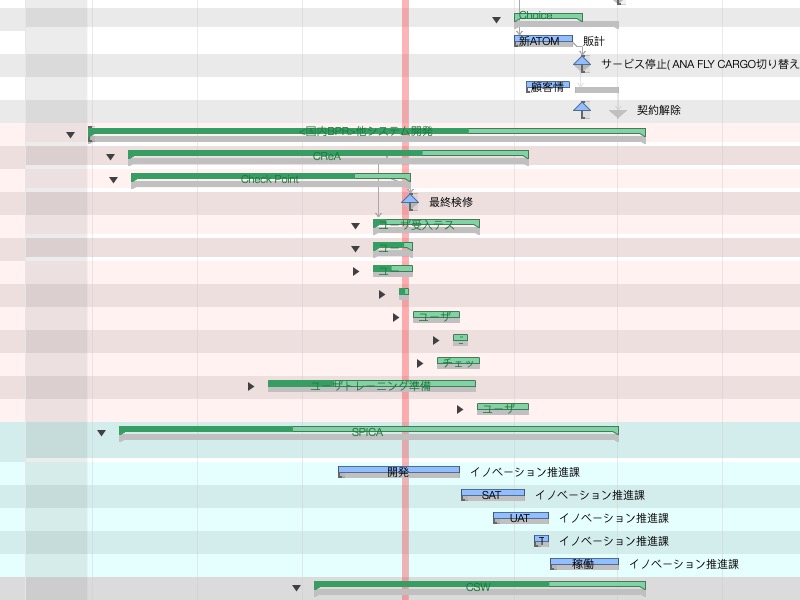 Choice
新ATOM 販計
サービス停止( ANA FLY CARGO切り替え
顧客情
契約解除
<国内BPR>他システム開発
CReA
Check Point
最終検修
ユーザ受入テス
ユー
ユー
ユーザ
チェッ
ユーザトレーニング準備
ユーザ
SPICA
開発 イノベーション推進課
SAT イノベーション推進課
UAT イノベーション推進課
T イノベーション推進課
稼働 イノベーション推進課
CSW